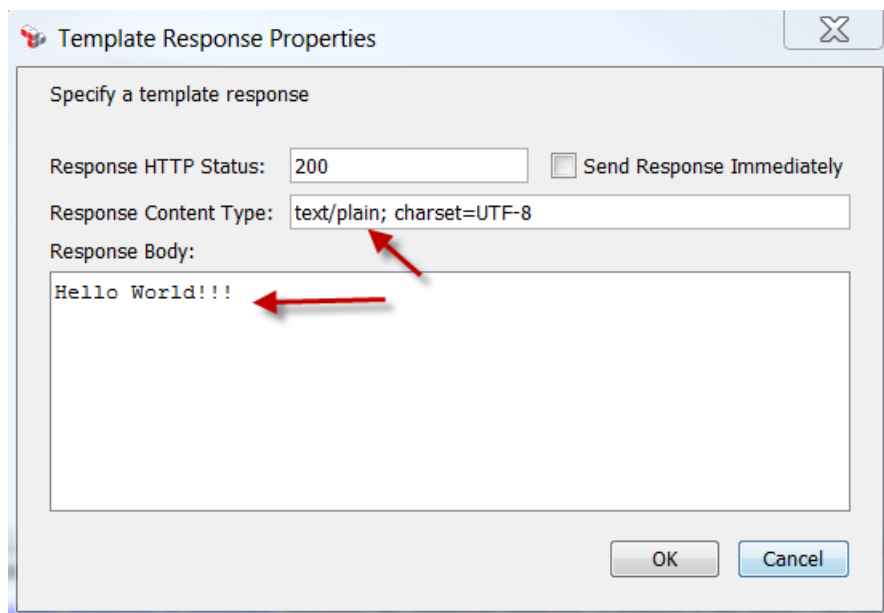 Template Response Properties
Specify a template response
Response HTTP Status: 200 Send Response Immediately
Response Content Type: text/plain; charset=UTF-8
Response Body:
Hello World!!!
OK Cancel